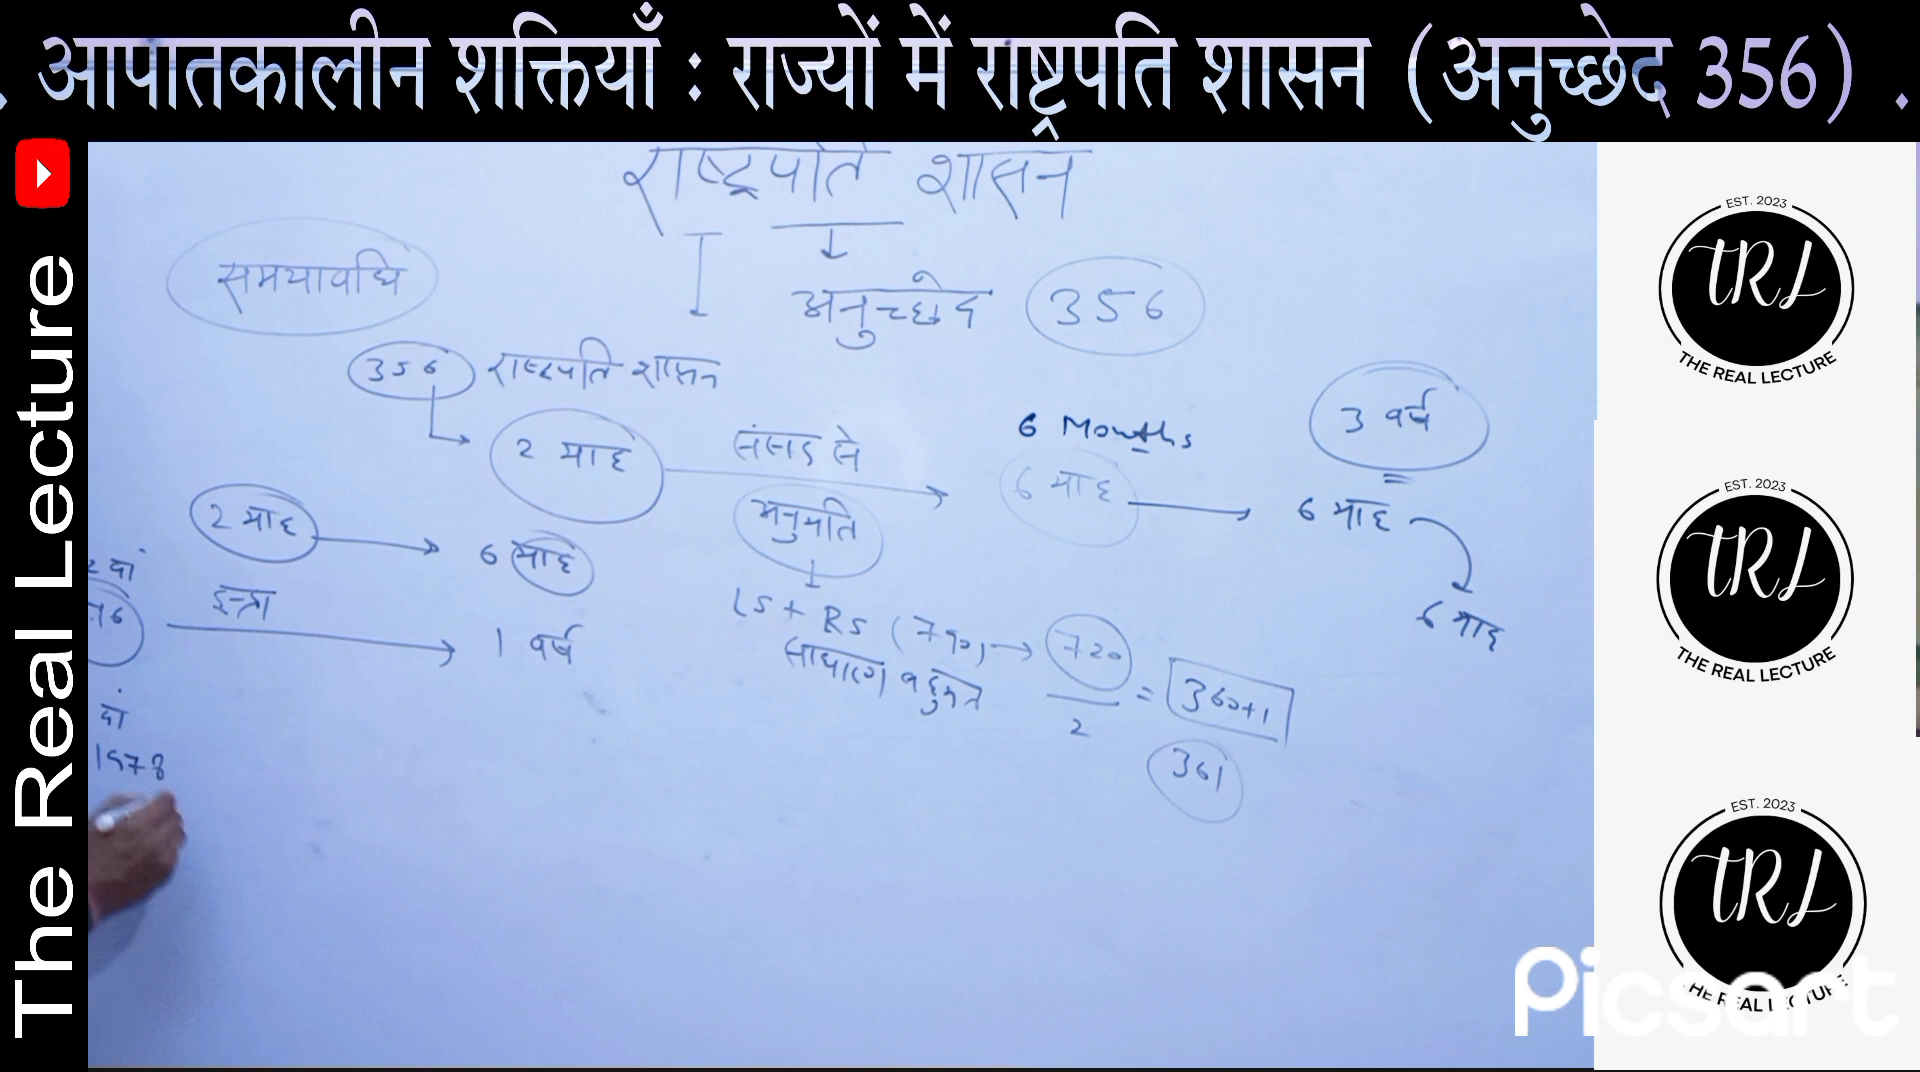 . आपातकालीन शक्तियाँ : राज्यों में राष्ट्रपति शासन (अनुच्छेद 356) .
The Real Lecture
राष्ट्रपति शासन
समयावधि
अनुच्छेद 356
356 राष्ट्रपति शासन
3 वर्ष
2 माह
संसद से
अनुमति
6 Months
6 माह
6 माह
6 माह
2 माह
6 माह
1 वर्ष
LS + RS (790) → 720
साधारण बहुमत
2
= 360+1
361
वां
1978
EST. 2023
TRL
THE REAL LECTURE
EST. 2023
TRL
THE REAL LECTURE
EST. 2023
TRL
Picsart